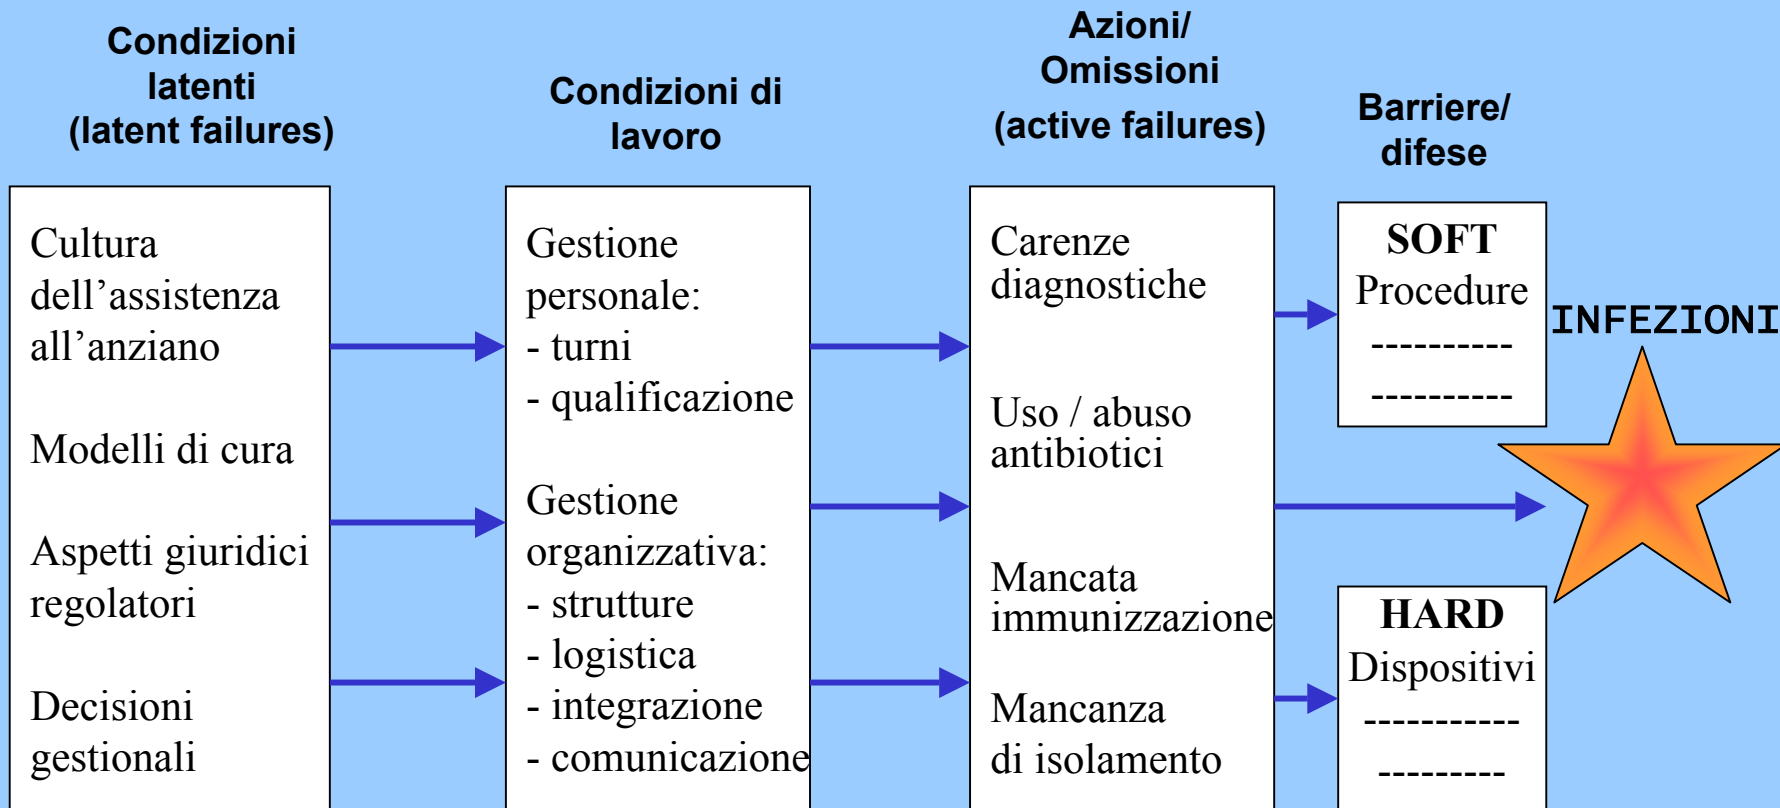 Condizioni
latenti
(latent failures)
Cultura
dell’assistenza
all’anziano
Modelli di cura
Aspetti giuridici
regolatori
Decisioni
gestionali
Condizioni di
lavoro
Gestione
personale:
- turni
- qualificazione
Gestione
organizzativa:
- strutture
- logistica
- integrazione
- comunicazione
Azioni/
Omissioni
(active failures)
Carenze
diagnostiche
Uso / abuso
antibiotici
Mancata
immunizzazione
Mancanza
di isolamento
Barriere/
difese
SOFT
Procedure
----------
----------
HARD
Dispositivi
-----------
---------
INFEZIONI